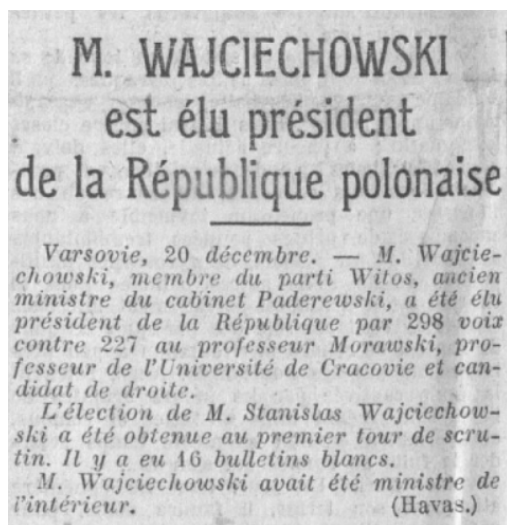 M. WAJCIECHOWSKI
est élu président
de la République polonaise
Varsovie, 20 décembre. — M. Wajcie-
chowski, membre du parti Witos, ancien
ministre du cabinet Paderewski, a été élu
président de la République par 298 voix
contre 227 au professeur Morawski, pro-
fesseur de l'Université de Cracovie et can-
didat de droite.
L'élection de M. Stanislas Wajciechow-
ski a été obtenue au premier tour de scru-
tin. Il y a eu 16 bulletins blancs.
M. Wajciechowski avait été ministre de
l'intérieur. (Havas.)